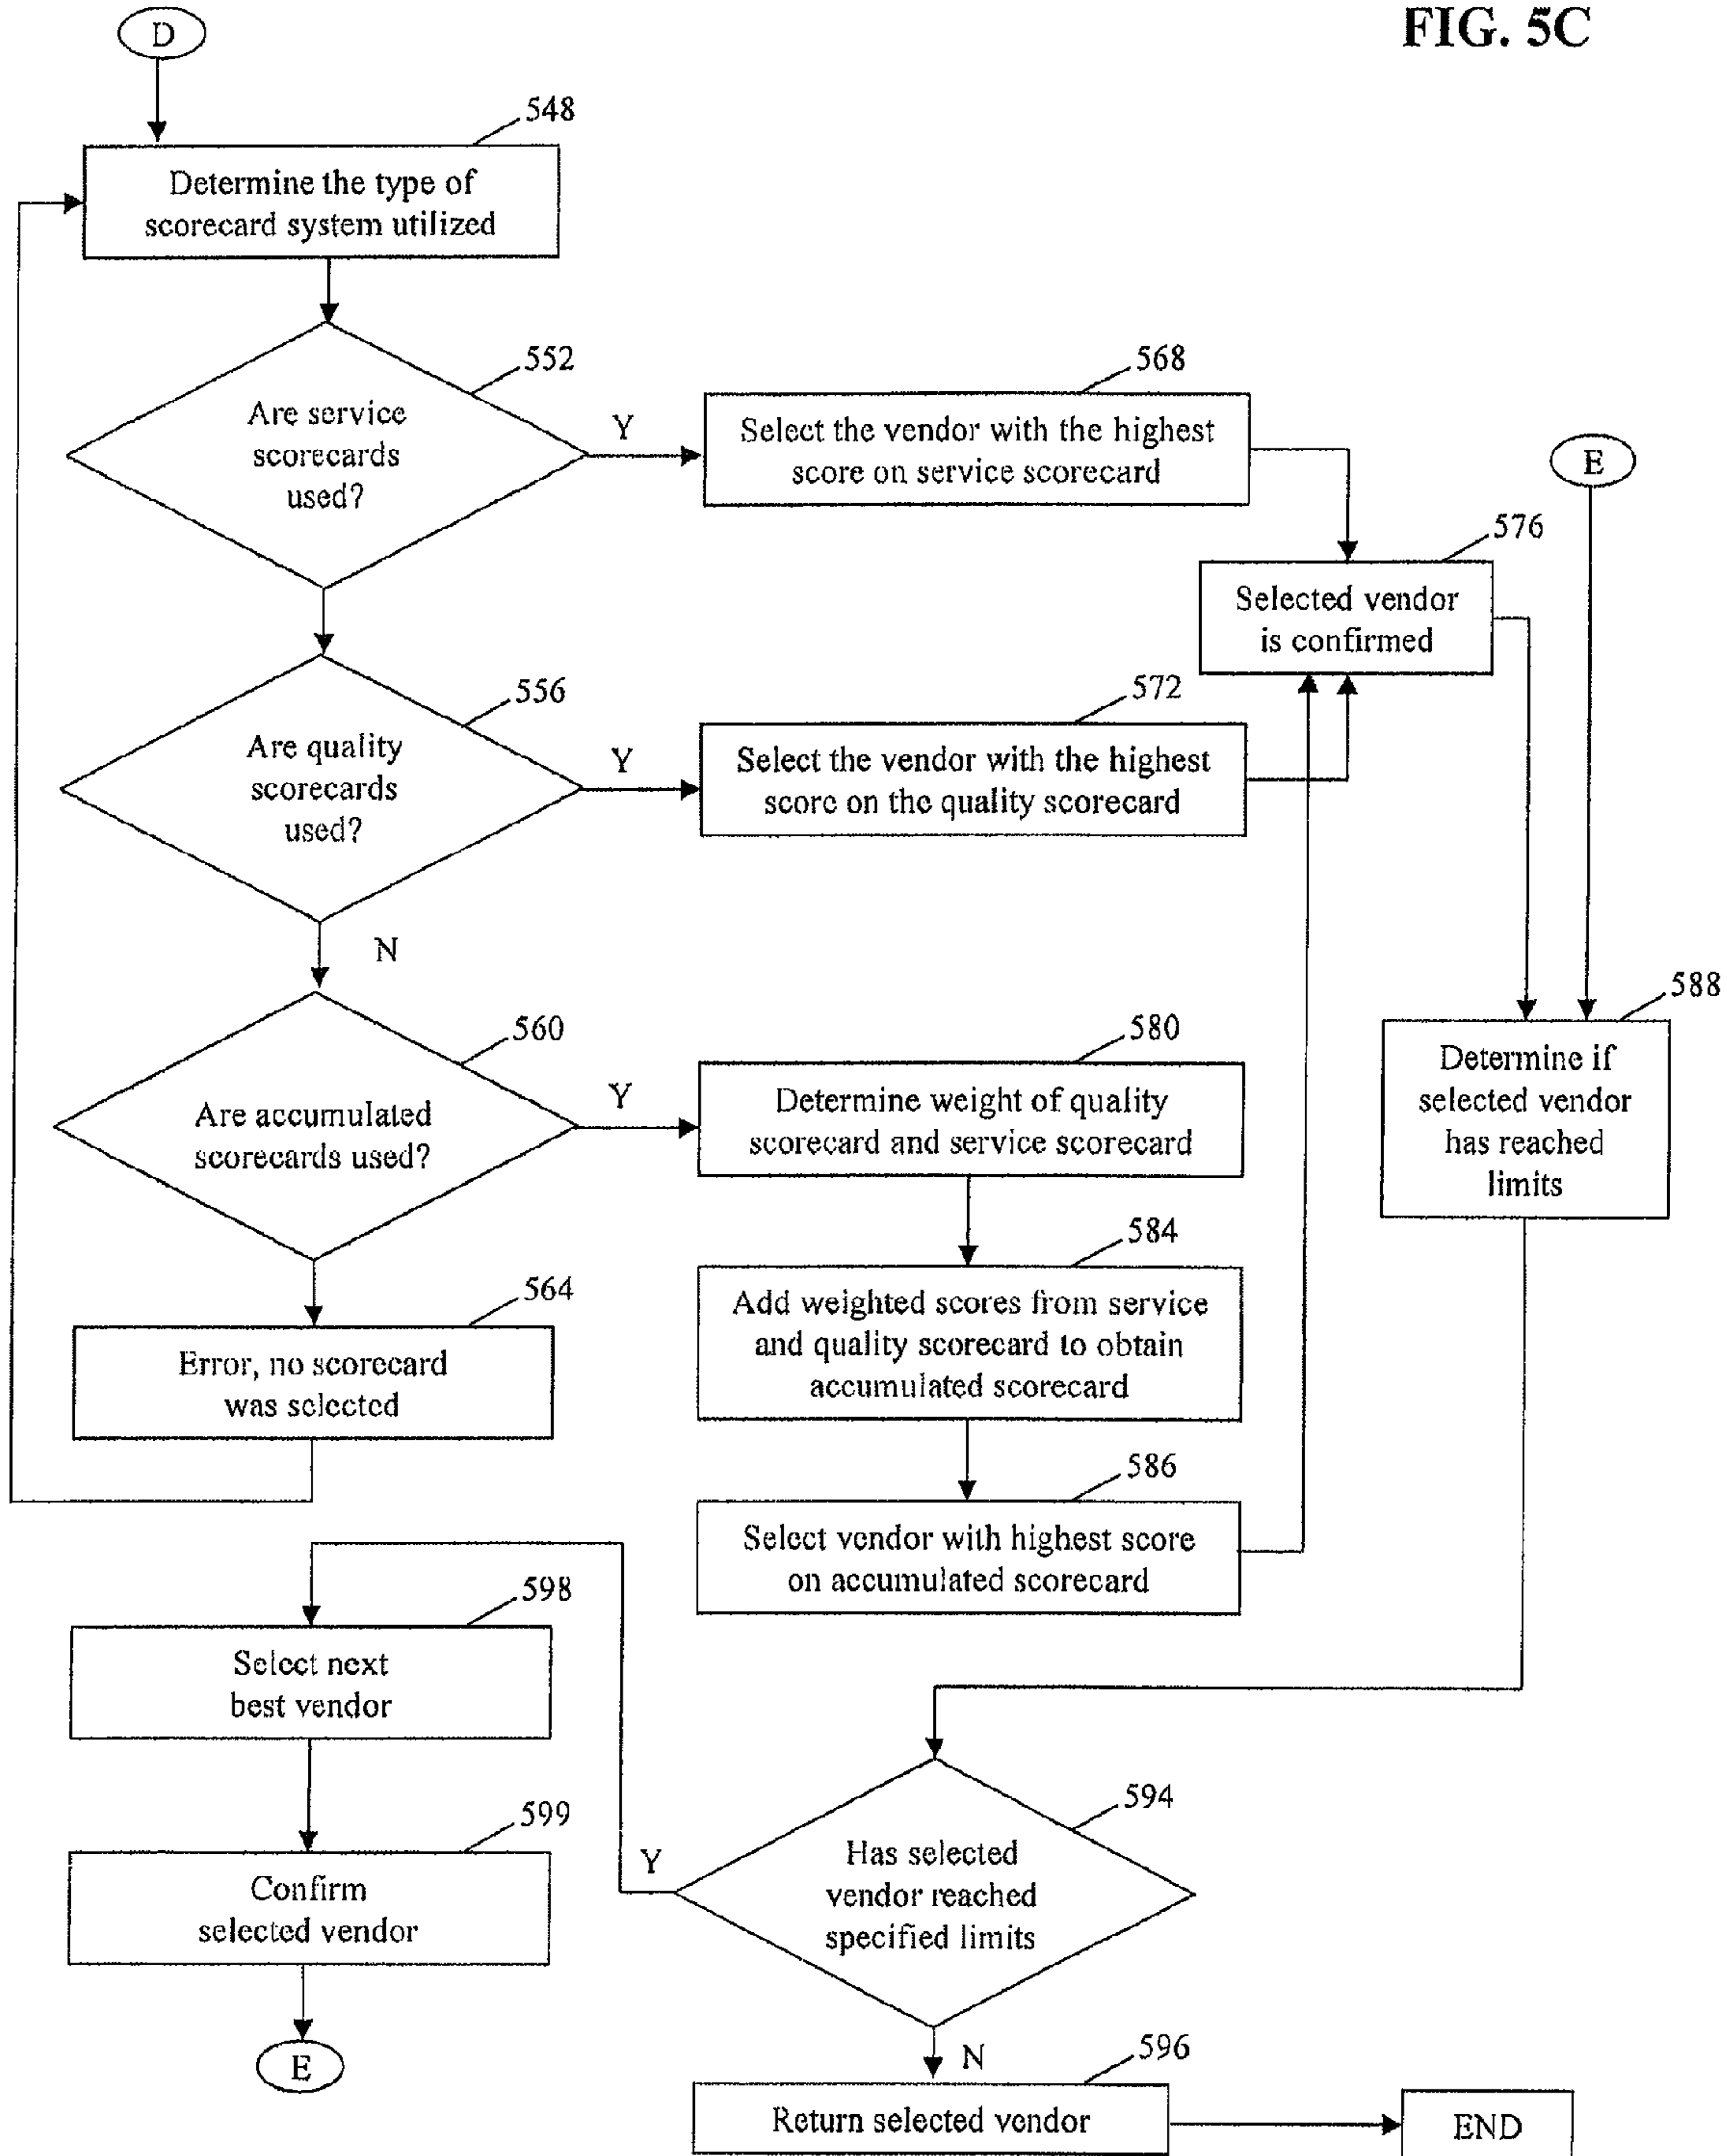 FIG. 5C
D
548
Determine the type of
scorecard system utilized
552
Are service
scorecards
used?
Y
568
Select the vendor with the highest
score on service scorecard
E
576
Selected vendor
is confirmed
556
Are quality
scorecards
used?
Y
572
Select the vendor with the highest
score on the quality scorecard
N
560
Are accumulated
scorecards used?
Y
580
Determine weight of quality
scorecard and service scorecard
588
Determine if
selected vendor
has reached
limits
584
Add weighted scores from service
and quality scorecard to obtain
accumulated scorecard
564
Error, no scorecard
was selected
586
Select vendor with highest score
on accumulated scorecard
598
Select next
best vendor
599
Confirm
selected vendor
E
594
Has selected
vendor reached
specified limits
Y
N
596
Return selected vendor
END